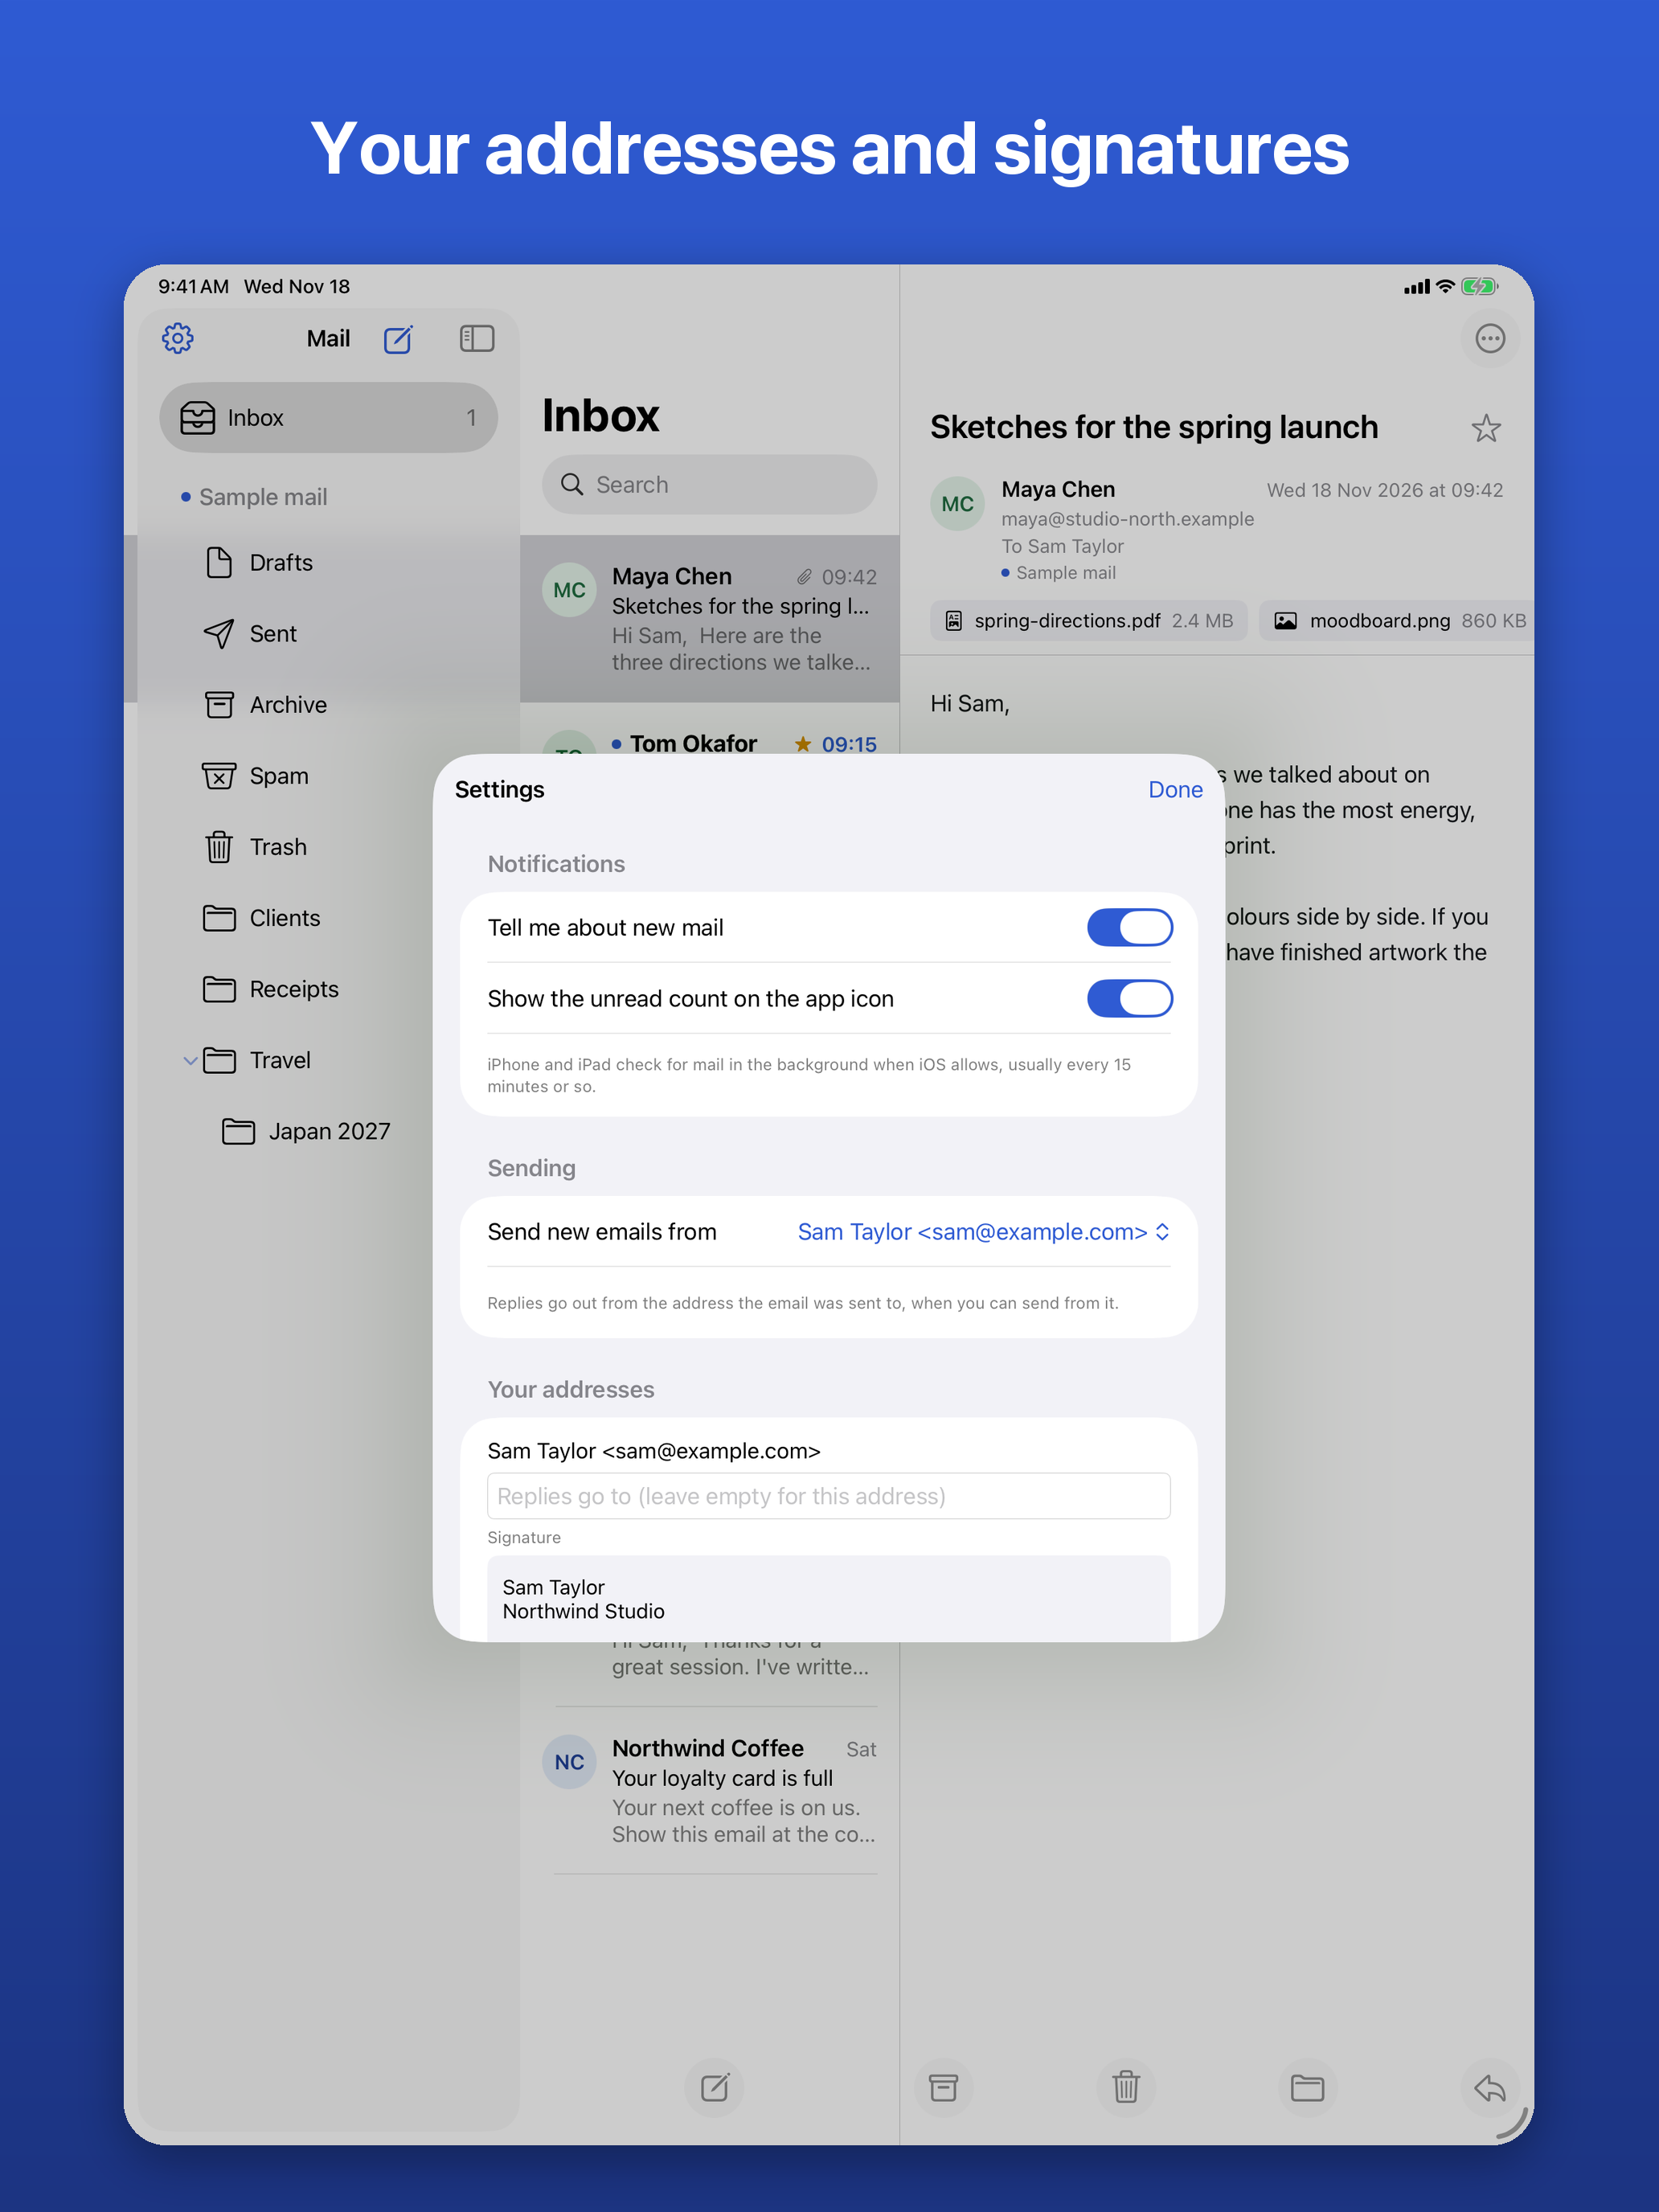 Your addresses and signatures
9:41 AM Wed Nov 18
Mail
Inbox 1
Sample mail
Drafts
Sent
Archive
Spam
Trash
Clients
Receipts
Travel
Japan 2027
Inbox
Search
MC
Maya Chen 09:42
Sketches for the spring l...
Hi Sam, Here are the
three directions we talke...
Tom Okafor 09:15
Hi Sam, Thanks for a
great session. I've writte...
NC
Northwind Coffee Sat
Your loyalty card is full
Your next coffee is on us.
Show this email at the co...
Sketches for the spring launch
MC
Maya Chen Wed 18 Nov 2026 at 09:42
maya@studio-north.example
To Sam Taylor
Sample mail
spring-directions.pdf 2.4 MB moodboard.png 860 KB
Hi Sam,
s we talked about on
one has the most energy,
print.
olours side by side. If you
have finished artwork the
Settings Done
Notifications
Tell me about new mail
Show the unread count on the app icon
iPhone and iPad check for mail in the background when iOS allows, usually every 15
minutes or so.
Sending
Send new emails from Sam Taylor <sam@example.com>
Replies go out from the address the email was sent to, when you can send from it.
Your addresses
Sam Taylor <sam@example.com>
Replies go to (leave empty for this address)
Signature
Sam Taylor
Northwind Studio